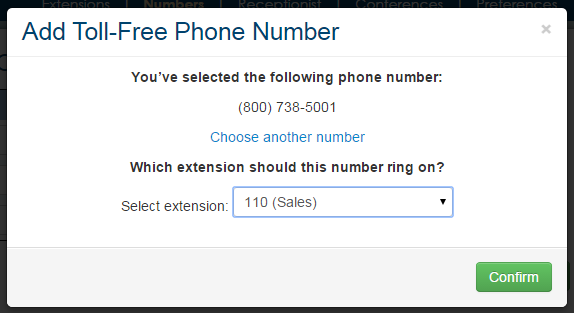 Extensions Numbers Receptionist Conferences Preferences
Add Toll-Free Phone Number ×
You've selected the following phone number:
(800) 738-5001
Choose another number
Which extension should this number ring on?
Select extension: 110 (Sales)
Confirm